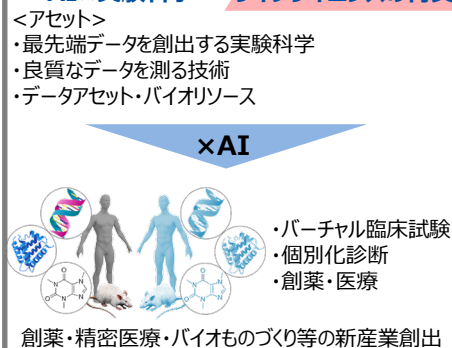 <アセット>
・最先端データを創出する実験科学
・良質なデータを測る技術
・データアセット・バイオリソース
×AI
・バーチャル臨床試験
・個別化診断
・創薬・医療
創薬・精密医療・バイオものづくり等の新産業創出